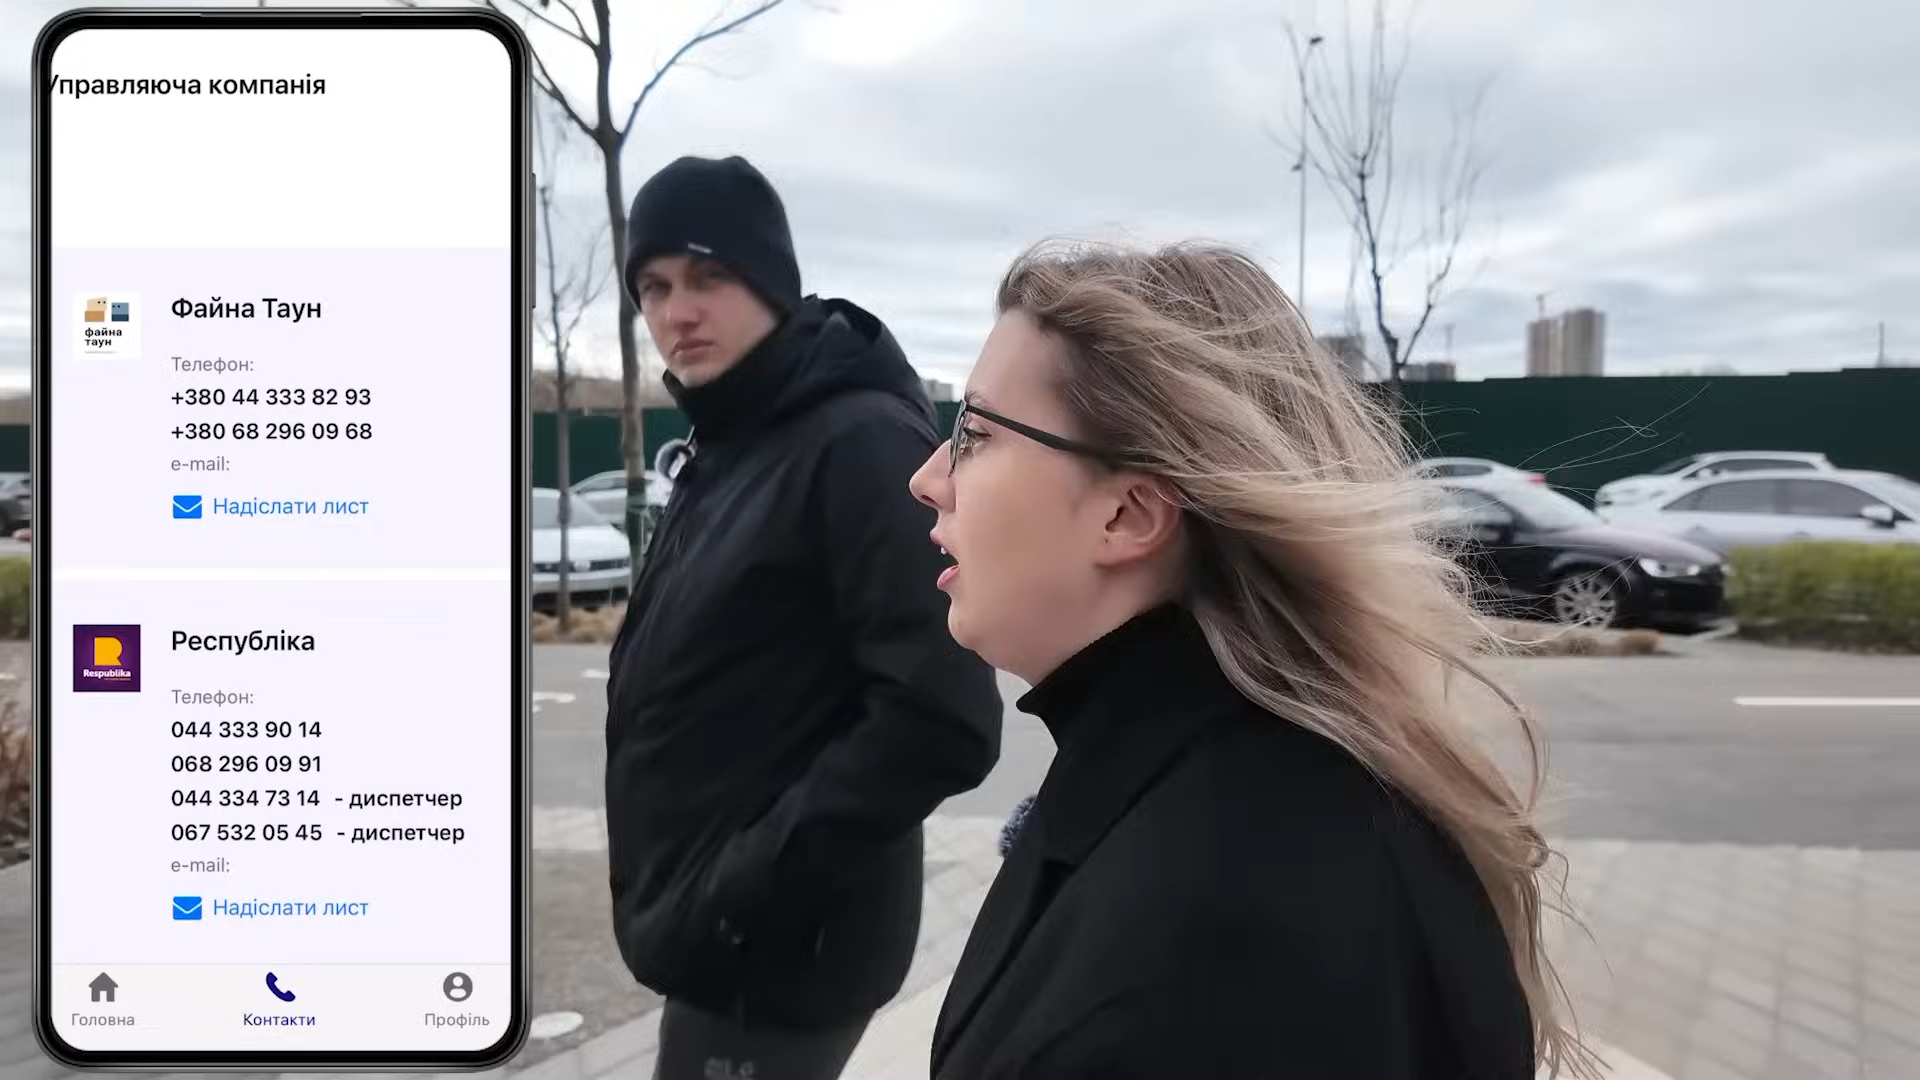 Управляюча компанія
файна
таун
Файна Таун
Телефон:
+380 44 333 82 93
+380 68 296 09 68
e-mail:
Надіслати лист
Respublika
Республіка
Телефон:
044 333 90 14
068 296 09 91
044 334 73 14 - диспетчер
067 532 05 45 - диспетчер
e-mail:
Надіслати лист
Головна
Контакти
Профіль